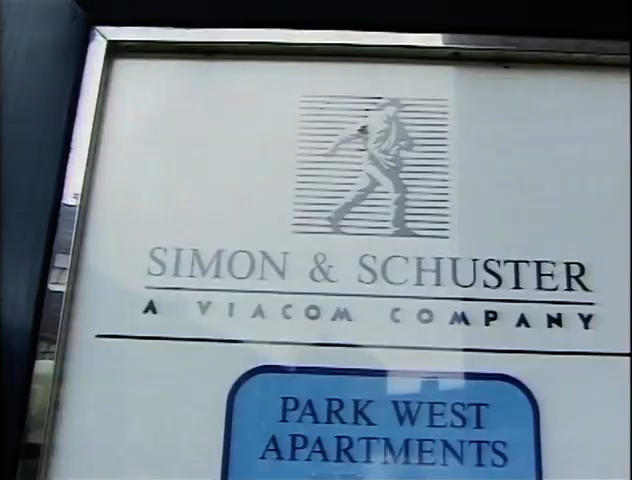 SIMON & SCHUSTER
A VIACOM COMPANY
PARK WEST
APARTMENTS